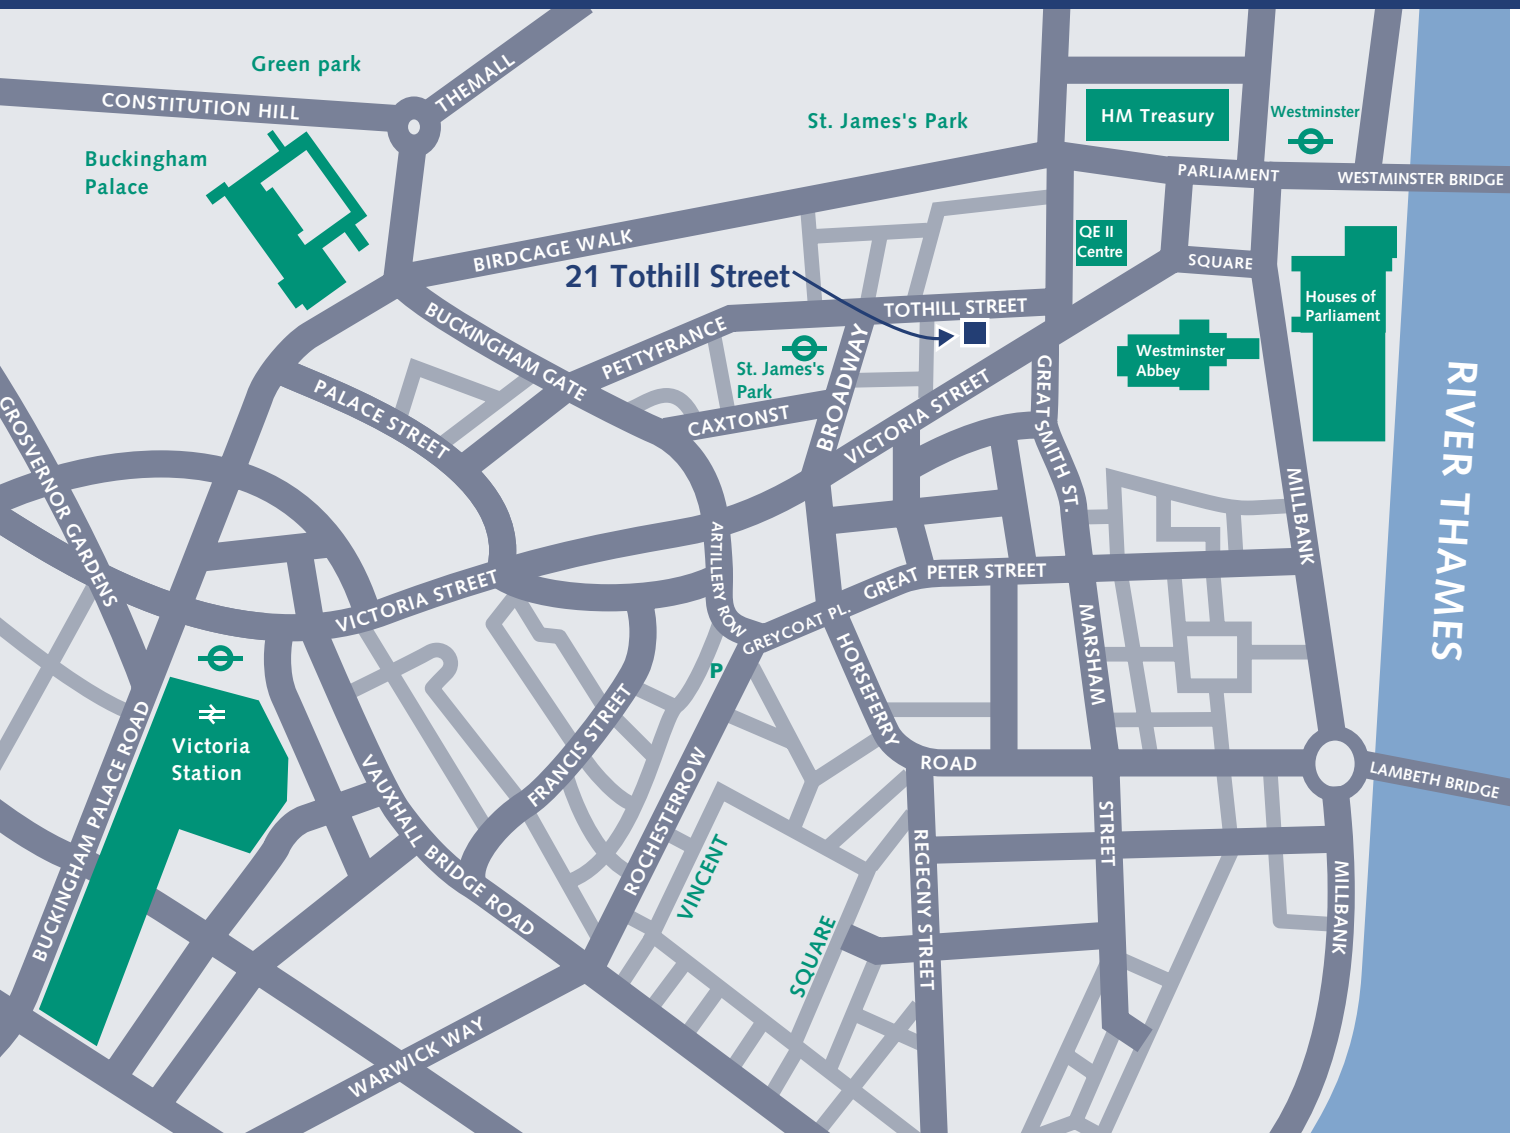 Green park
THEMALL
CONSTITUTION HILL
St. James's Park
HM Treasury
Westminster
Buckingham
Palace
PARLIAMENT
WESTMINSTER BRIDGE
BIRDCAGE WALK
QE II
Centre
SQUARE
21 Tothill Street
TOTHILL STREET
Houses of
Parliament
BUCKINGHAM GATE
PETTYFRANCE
St. James's
Park
BROADWAY
Westminster
Abbey
PALACE STREET
CAXTONST
VICTORIA STREET
GREAT SMITH ST.
RIVER THAMES
GROSVERNOR GARDENS
MILLBANK
ARTILLERY ROW
VICTORIA STREET
GREYCOAT PL.
GREAT PETER STREET
P
HORSEFERRY
ROAD
MARSHAM
STREET
Victoria
Station
BUCKINGHAM PALACE ROAD
VAUXHALL BRIDGE ROAD
FRANCIS STREET
ROCHESTERROW
LAMBETH BRIDGE
VINCENT
SQUARE
REGECNY STREET
MILLBANK
WARWICK WAY